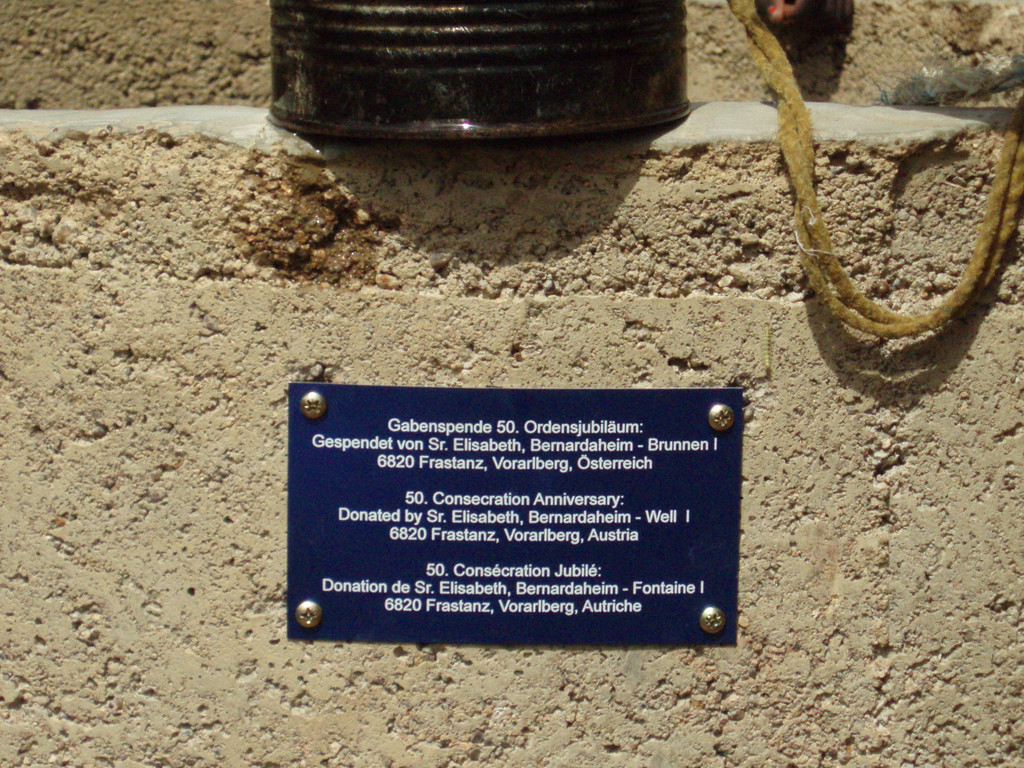 Gabenspende 50. Ordensjubiläum:
Gespendet von Sr. Elisabeth, Bernardaheim - Brunnen I
6820 Frastanz, Vorarlberg, Österreich
50. Consecration Anniversary:
Donated by Sr. Elisabeth, Bernardaheim - Well I
6820 Frastanz, Vorarlberg, Austria
50. Consécration Jubilé:
Donation de Sr. Elisabeth, Bernardaheim - Fontaine I
6820 Frastanz, Vorarlberg, Autriche